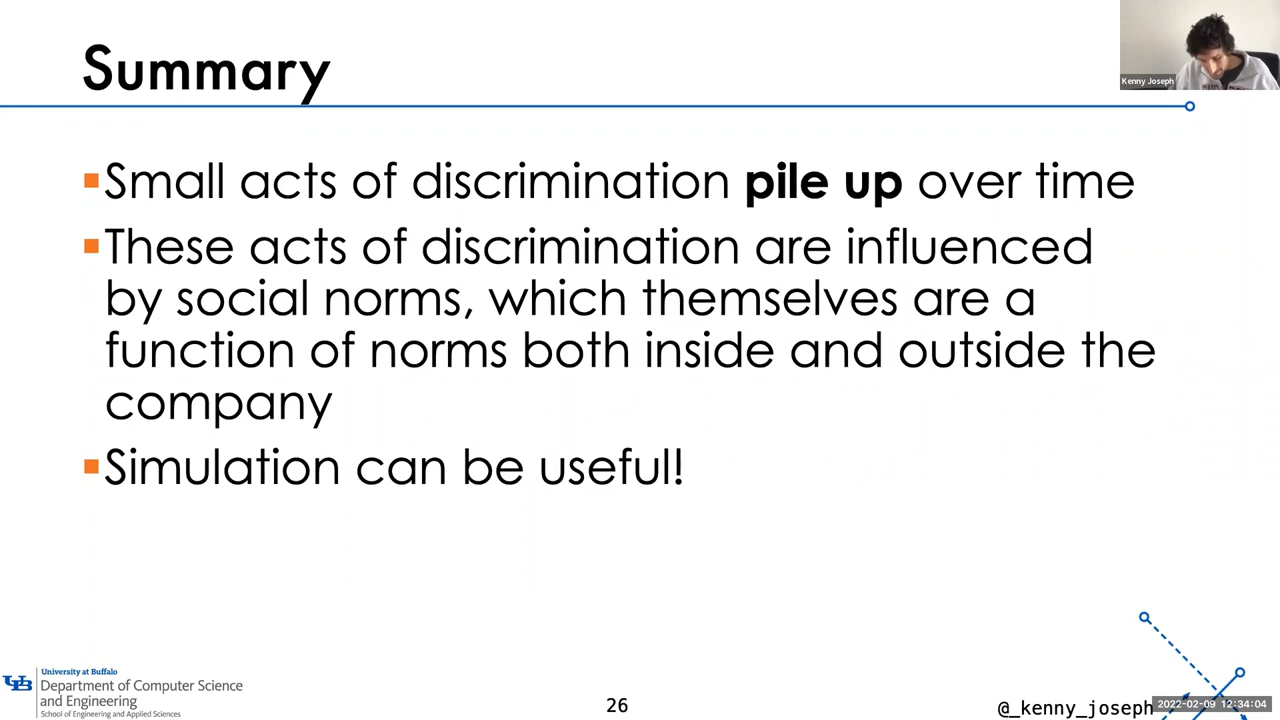 Summary
Kenny Joseph
▪Small acts of discrimination pile up over time
▪These acts of discrimination are influenced
by social norms, which themselves are a
function of norms both inside and outside the
company
▪Simulation can be useful!
University at Buffalo
UB
Department of Computer Science
and Engineering
School of Engineering and Applied Sciences
26
@_kenny_joseph
2022-02-09 12:34:04